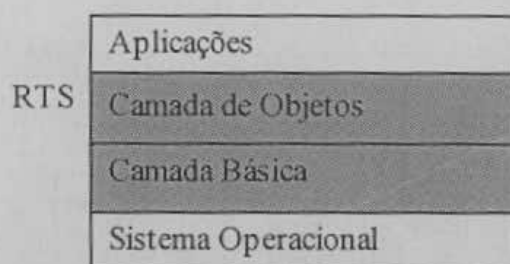 Aplicações
RTS
Camada de Objetos
Camada Básica
Sistema Operacional